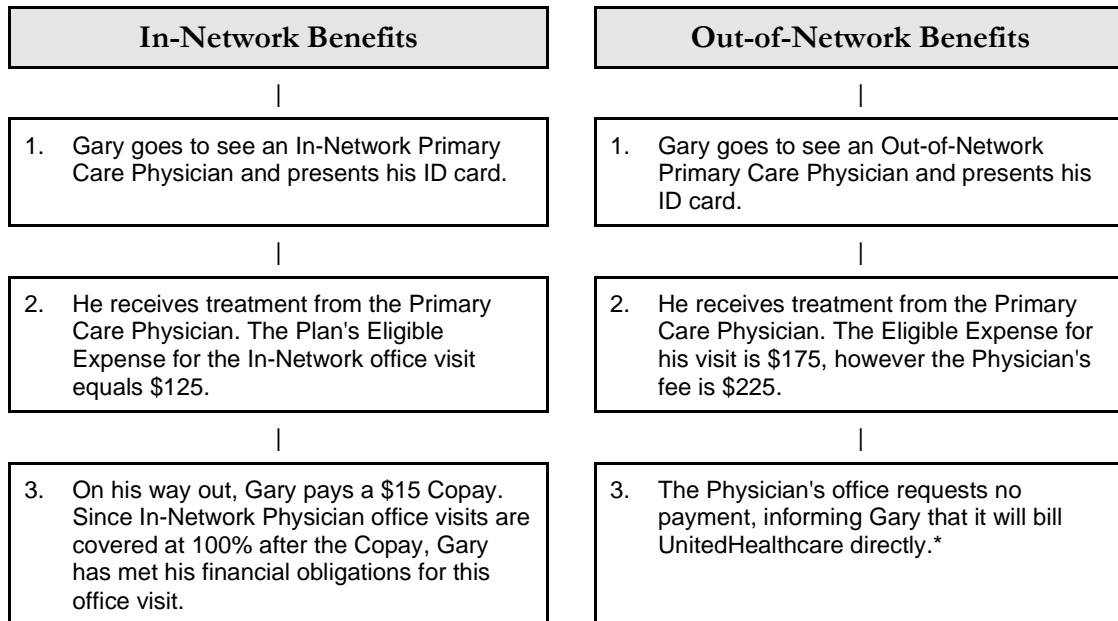 In-Network Benefits
|
1. Gary goes to see an In-Network Primary
Care Physician and presents his ID card.
|
2. He receives treatment from the Primary
Care Physician. The Plan's Eligible
Expense for the In-Network office visit
equals $125.
|
3. On his way out, Gary pays a $15 Copay.
Since In-Network Physician office visits are
covered at 100% after the Copay, Gary
has met his financial obligations for this
office visit.
Out-of-Network Benefits
|
1. Gary goes to see an Out-of-Network
Primary Care Physician and presents his
ID card.
|
2. He receives treatment from the Primary
Care Physician. The Eligible Expense for
his visit is $175, however the Physician's
fee is $225.
|
3. The Physician's office requests no
payment, informing Gary that it will bill
UnitedHealthcare directly.*